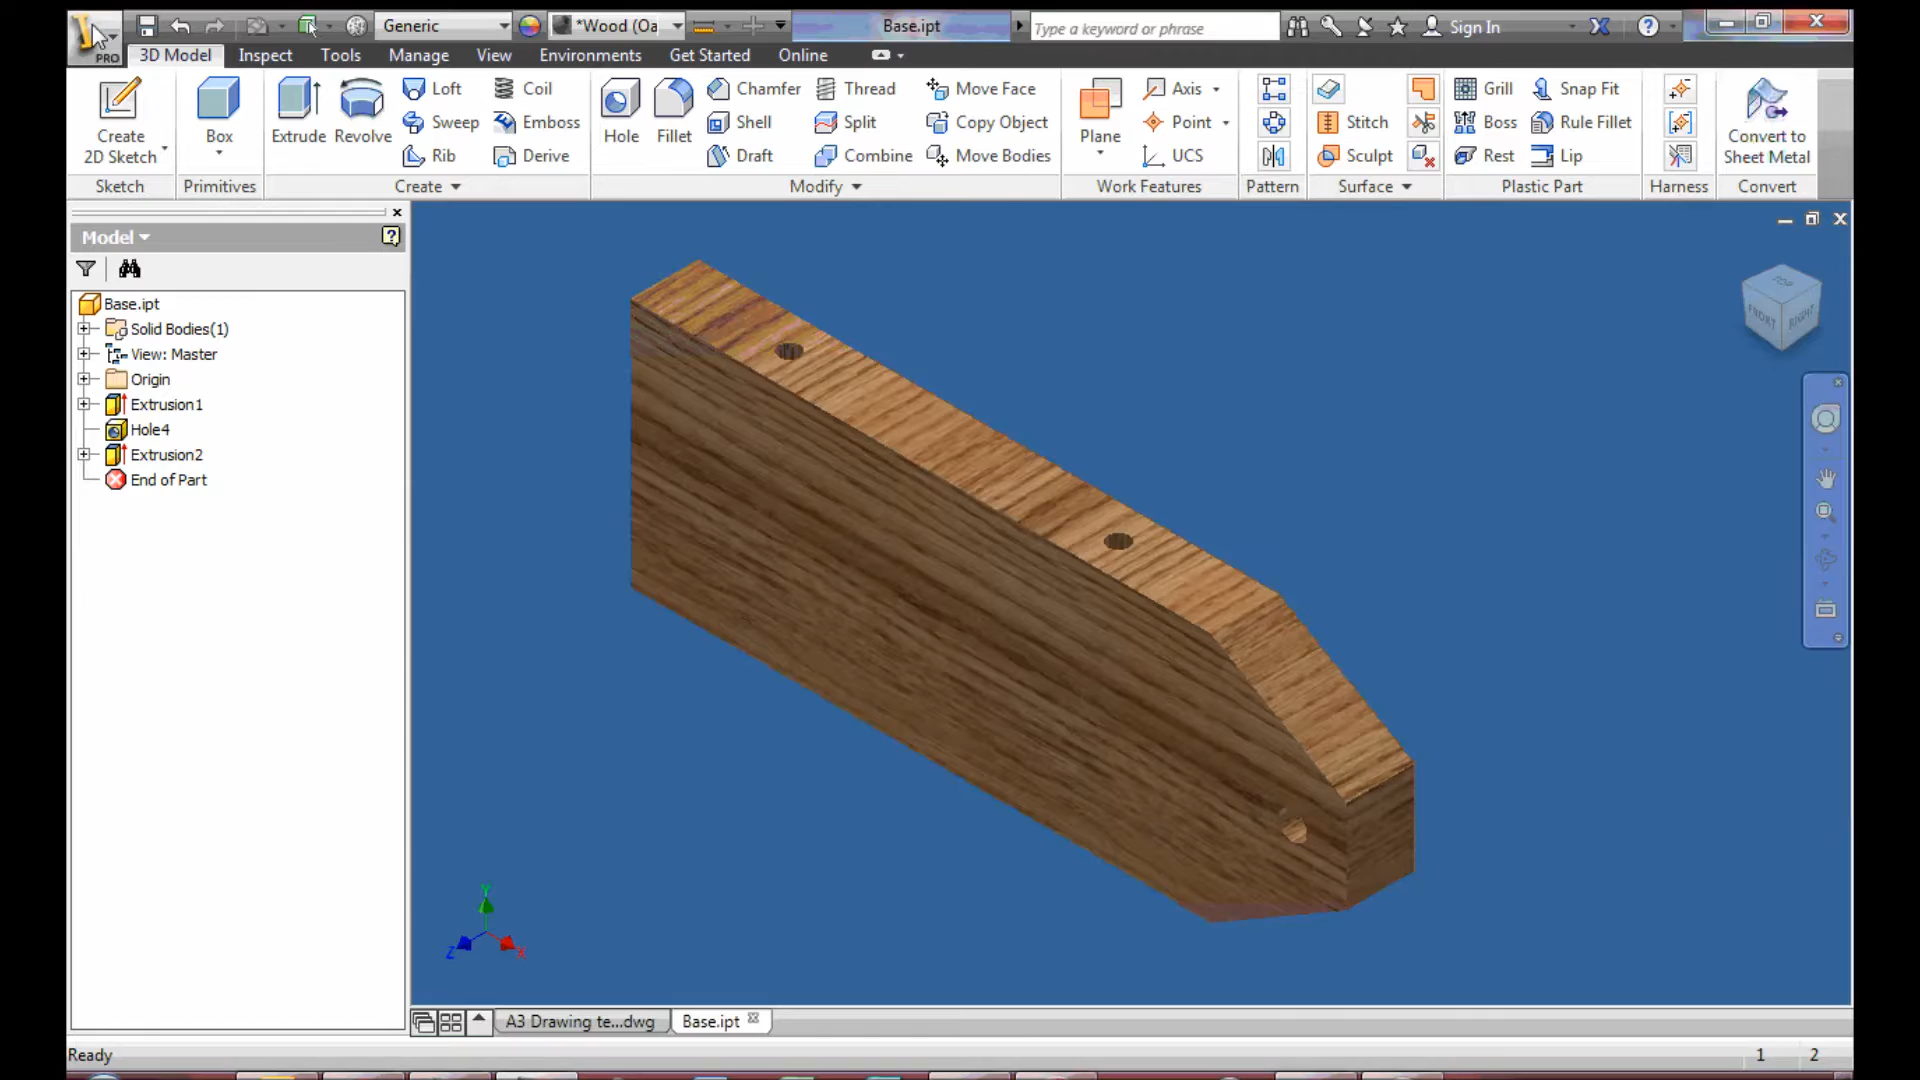 PRO
Generic
*Wood (Oa
Base.ipt
Type a keyword or phrase
Sign In
3D Model
Inspect
Tools
Manage
View
Environments
Get Started
Online
Create
2D Sketch
Box
Extrude
Revolve
Loft
Sweep
Rib
Coil
Emboss
Derive
Hole
Fillet
Chamfer
Shell
Draft
Thread
Split
Combine
Move Face
Copy Object
Move Bodies
Plane
Axis
Point
UCS
Stitch
Sculpt
Grill
Boss
Rest
Snap Fit
Rule Fillet
Lip
Convert to
Sheet Metal
Sketch
Primitives
Create
Modify
Work Features
Pattern
Surface
Plastic Part
Harness
Convert
Model
Base.ipt
Solid Bodies(1)
View: Master
Origin
Extrusion1
Hole4
Extrusion2
End of Part
TOP
FRONT
RIGHT
Y
Z
X
A3 Drawing te...dwg
Base.ipt
Ready
1
2